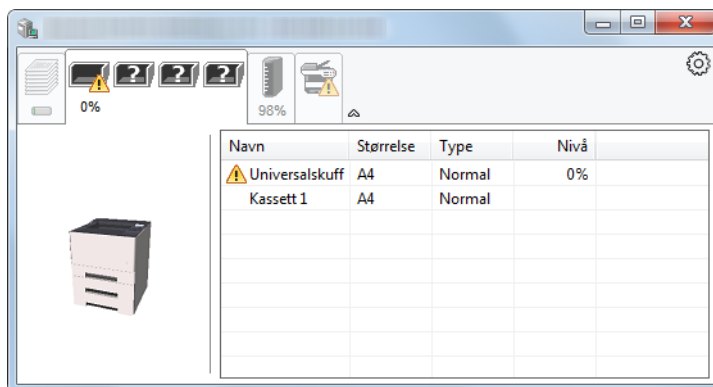 ? ? ?
0%
98%
Navn Størrelse Type Nivå
Universalskuff A4 Normal 0%
Kassett 1 A4 Normal